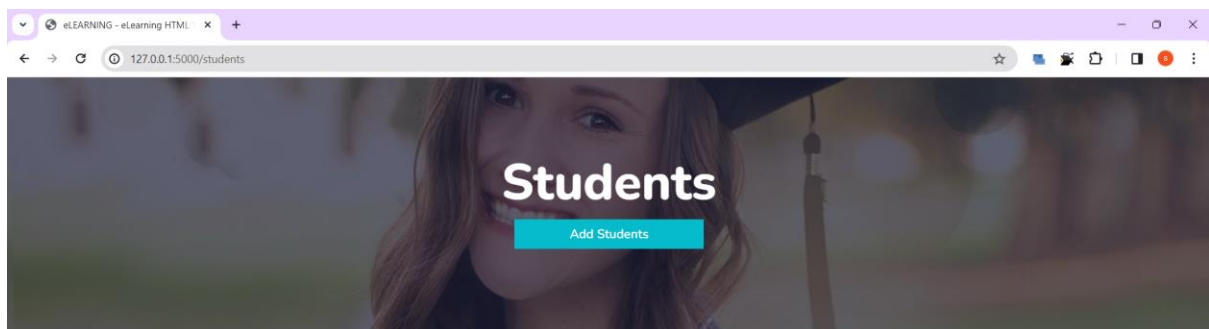 eLEARNING - eLearning HTML
127.0.0.1:5000/students
Students
Add Students